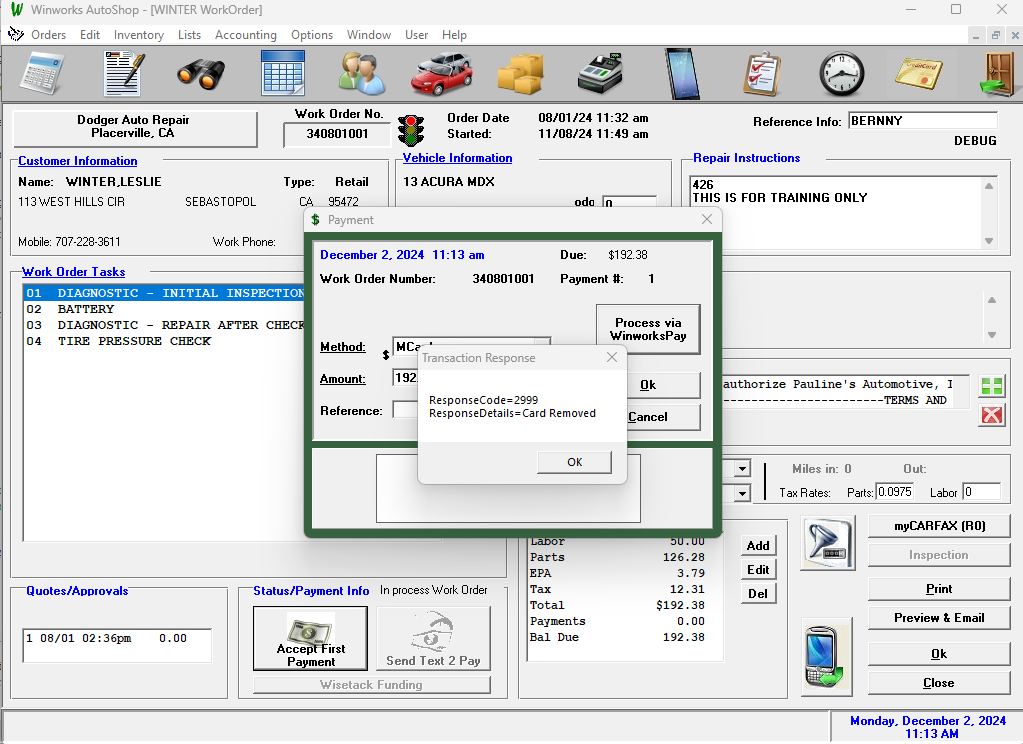 Winworks AutoShop - [WINTER WorkOrder]
Orders Edit Inventory Lists Accounting Options Window User Help
Dodger Auto Repair
Placerville, CA
Work Order No.
340801001
Order Date 08/01/24 11:32 am
Started: 11/08/24 11:49 am
Reference Info: BERNNY
DEBUG
Customer Information
Name: WINTER,LESLIE Type: Retail
113 WEST HILLS CIR SEBASTOPOL CA 95472
Mobile: 707-228-3611 Work Phone:
Vehicle Information
13 ACURA MDX
odo 0
Repair Instructions
426
THIS IS FOR TRAINING ONLY
Work Order Tasks
01 DIAGNOSTIC - INITIAL INSPECTION
02 BATTERY
03 DIAGNOSTIC - REPAIR AFTER CHECK
04 TIRE PRESSURE CHECK
$ Payment
December 2, 2024 11:13 am Due: $192.38
Work Order Number: 340801001 Payment #: 1
Process via
WinworksPay
Method: $
Amount: 192.
Reference:
Ok
Cancel
Transaction Response
ResponseCode=2999
ResponseDetails=Card Removed
OK
authorize Pauline's Automotive, I
TERMS AND
Miles in: 0 Out:
Tax Rates: Parts: 0.0975 Labor 0
Labor 50.00
Parts 126.28
EPA 3.79
Tax 12.31
Total $192.38
Payments 0.00
Bal Due 192.38
Add
Edit
Del
myCARFAX (R0)
Inspection
Print
Preview & Email
Ok
Close
Quotes/Approvals
1 08/01 02:36pm 0.00
Status/Payment Info In process Work Order
Accept First
Payment
Send Text 2 Pay
Wisetack Funding
Monday, December 2, 2024
11:13 AM